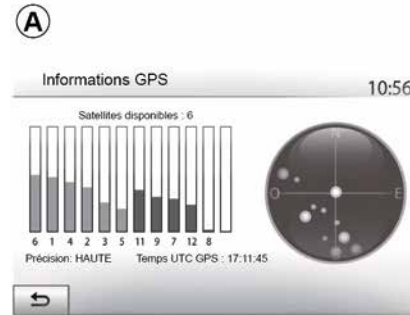 A
Informations GPS
10:56
Satellites disponibles : 6
N
O
E
S
6 1 4 2 3 5 11 9 7 12 8
Précision: HAUTE Temps UTC GPS : 17:11:45